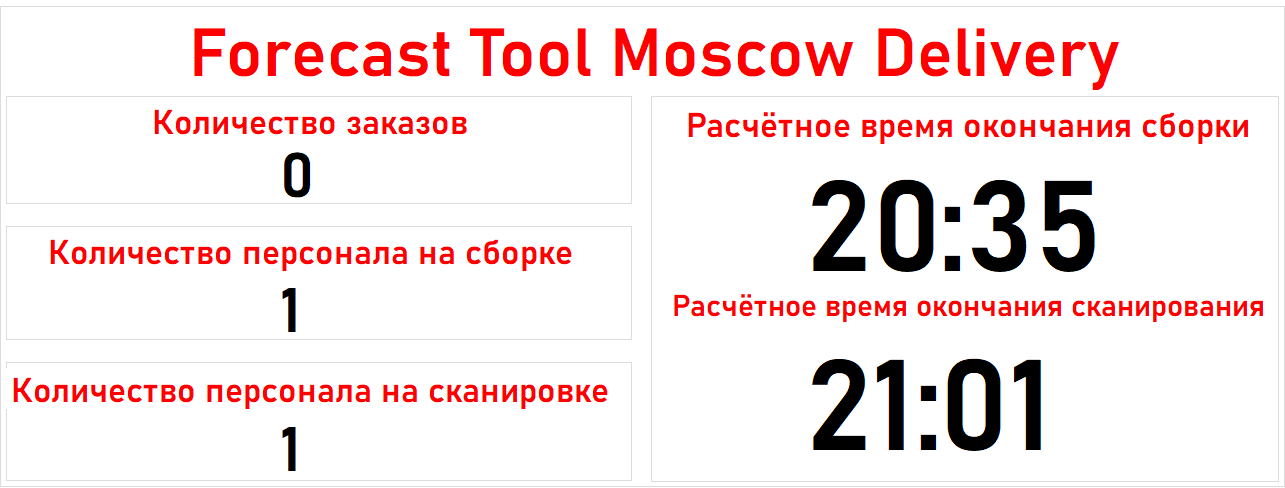 Forecast Tool Moscow Delivery
Количество заказов
0
Количество персонала на сборке
1
Количество персонала на сканировке
1
Расчётное время окончания сборки
20:35
Расчётное время окончания сканирования
21:01